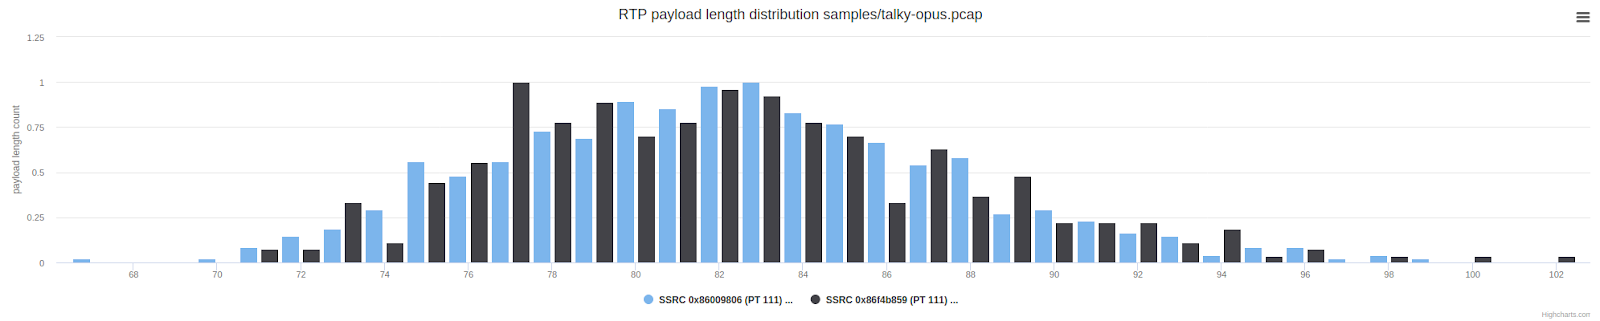 RTP payload length distribution samples/talky-opus.pcap
1.25
1
0.75
0.5
0.25
0
payload length count
68 70 72 74 76 78 80 82 84 86 88 90 92 94 96 98 100 102
SSRC 0x86009806 (PT 111) ... SSRC 0x86f4b859 (PT 111) ...
Highcharts.com